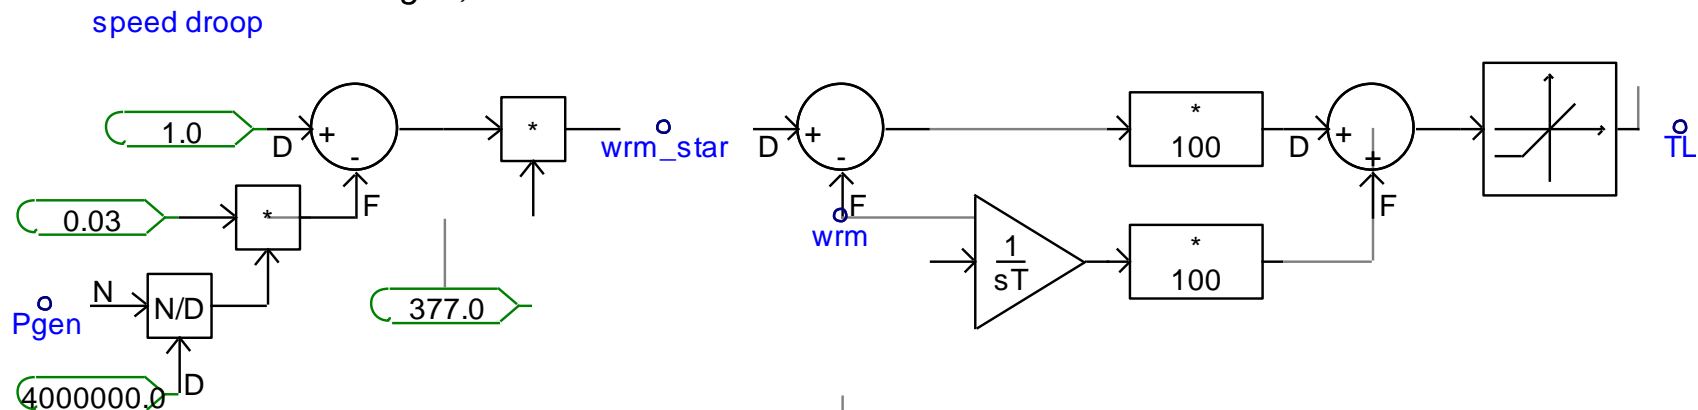 speed droop
1.0
D
+
-
F
*
wrm_star
D
+
-
F
wrm
*
100
D
+
+
F
TL
0.03
*
1
sT
*
100
Pgen
N
N/D
D
377.0
4000000.0